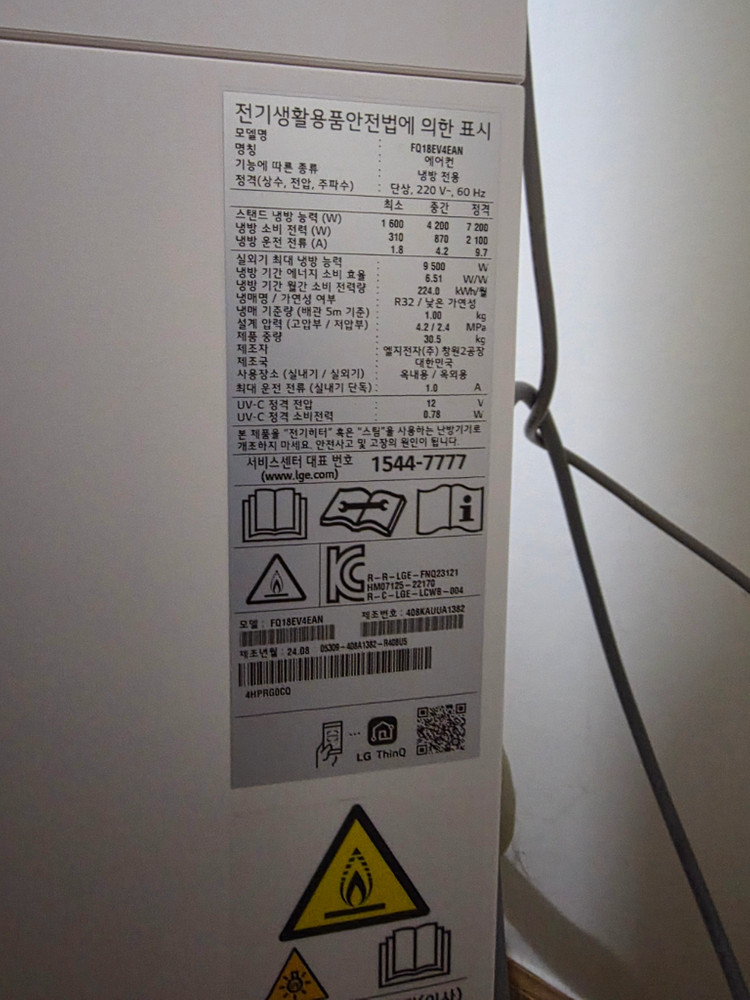 전기생활용품안전법에 의한 표시
모델명 : FQ18EV4EAN
명칭 : 에어컨
기능에 따른 종류 : 냉방 전용
정격(상수, 전압, 주파수) : 단상, 220 V~, 60 Hz
최소 중간 정격
스탠드 냉방 능력 (W) : 1 600 4 200 7 200
냉방 소비 전력 (W) : 310 870 2 100
냉방 운전 전류 (A) : 1.8 4.2 9.7
실외기 최대 냉방 능력 : 9 500 W
냉방 기간 에너지 소비 효율 : 6.51 W/W
냉방 기간 월간 소비 전력량 : 224.0 kWh/월
냉매명 / 가연성 여부 : R32 / 낮은 가연성
냉매 기준량 (배관 5m 기준) : 1.00 kg
설계 압력 (고압부 / 저압부) : 4.2 / 2.4 MPa
제품 중량 : 30.5 kg
제조자 : 엘지전자(주) 창원2공장
제조국 : 대한민국
사용장소 (실내기 / 실외기) : 옥내용 / 옥외용
최대 운전 전류 (실내기 단독) : 1.0 A
UV-C 정격 전압 : 12 V
UV-C 정격 소비전력 : 0.78 W
본 제품을 "전기히터" 혹은 "스팀"을 사용하는 난방기기로
개조하지 마세요. 안전사고 및 고장의 원인이 됩니다.
서비스센터 대표 번호 1544-7777
(www.lge.com)
R-R-LGE-FNQ23121
HM07125-22170
R-C-LGE-LCW8-004
모델 : FQ18EV4EAN 제조번호 : 408KAUUA1382
제조년월 : 24.08 05309-408A1382-R408US
4HPRG0CQ
LG ThinQ